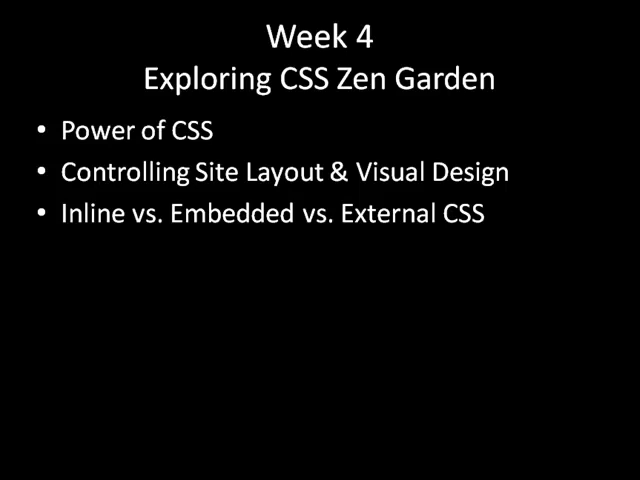 Week 4
Exploring CSS Zen Garden
• Power of CSS
• Controlling Site Layout & Visual Design
• Inline vs. Embedded vs. External CSS